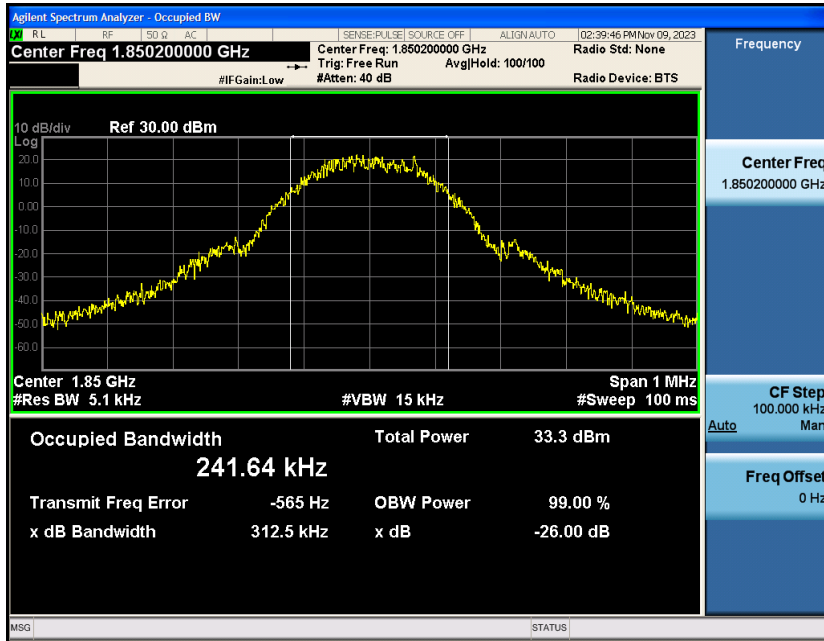 Agilent Spectrum Analyzer - Occupied BW
LXI RL RF 50 Ω AC SENSE:PULSE SOURCE OFF ALIGN AUTO 02:39:46 PM Nov 09, 2023
Center Freq 1.850200000 GHz
Center Freq: 1.850200000 GHz
Radio Std: None
Trig: Free Run Avg|Hold: 100/100
#IFGain:Low
#Atten: 40 dB
Radio Device: BTS
10 dB/div Ref 30.00 dBm
Log
20.0
10.0
0.00
-10.0
-20.0
-30.0
-40.0
-50.0
-60.0
Center 1.85 GHz Span 1 MHz
#Res BW 5.1 kHz #VBW 15 kHz #Sweep 100 ms
Occupied Bandwidth Total Power 33.3 dBm
241.64 kHz
Transmit Freq Error -565 Hz OBW Power 99.00 %
x dB Bandwidth 312.5 kHz x dB -26.00 dB
MSG STATUS
Frequency
Center Freq
1.850200000 GHz
CF Step
100.000 kHz
Auto Man
Freq Offset
0 Hz